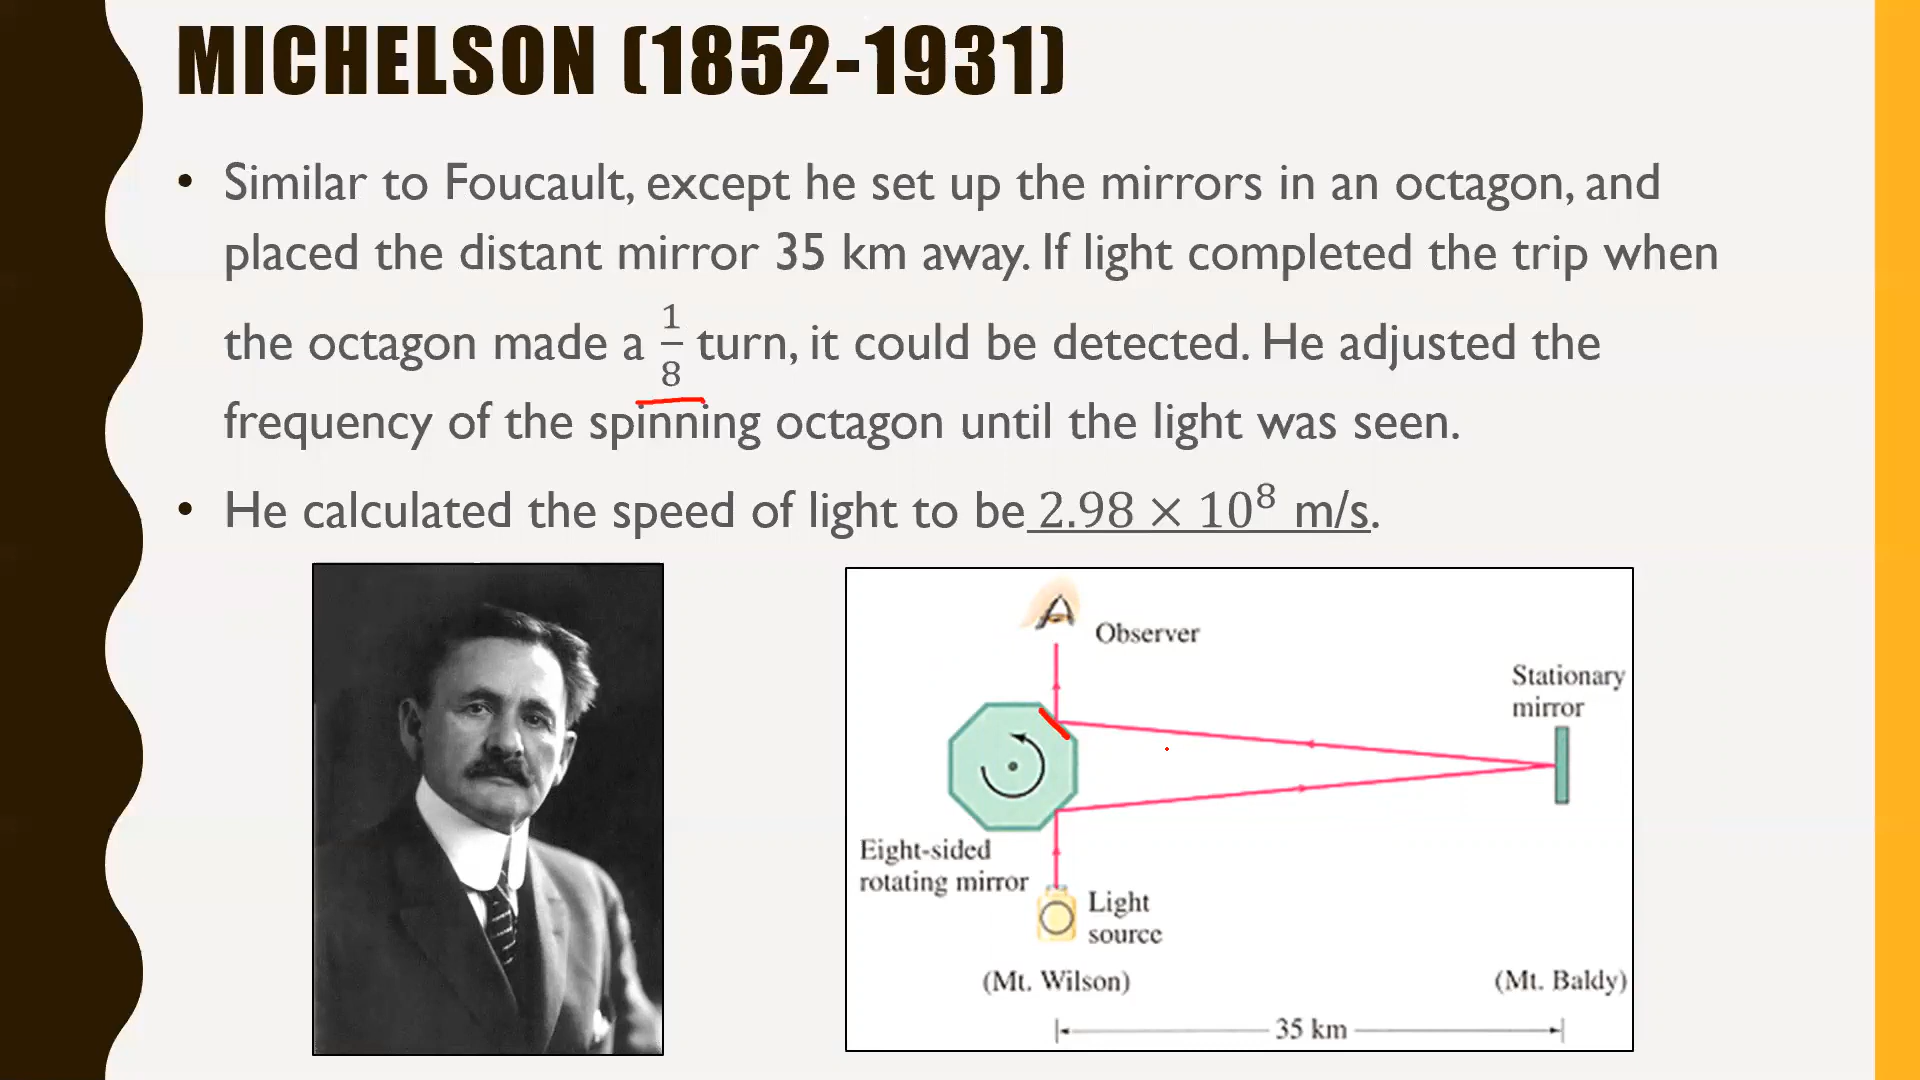 MICHELSON (1852-1931)
• Similar to Foucault, except he set up the mirrors in an octagon, and
placed the distant mirror 35 km away. If light completed the trip when
the octagon made a 1/8 turn, it could be detected. He adjusted the
frequency of the spinning octagon until the light was seen.
• He calculated the speed of light to be 2.98 × 10⁸ m/s.
Observer
Stationary
mirror
Eight-sided
rotating mirror
Light
source
(Mt. Wilson)
(Mt. Baldy)
35 km